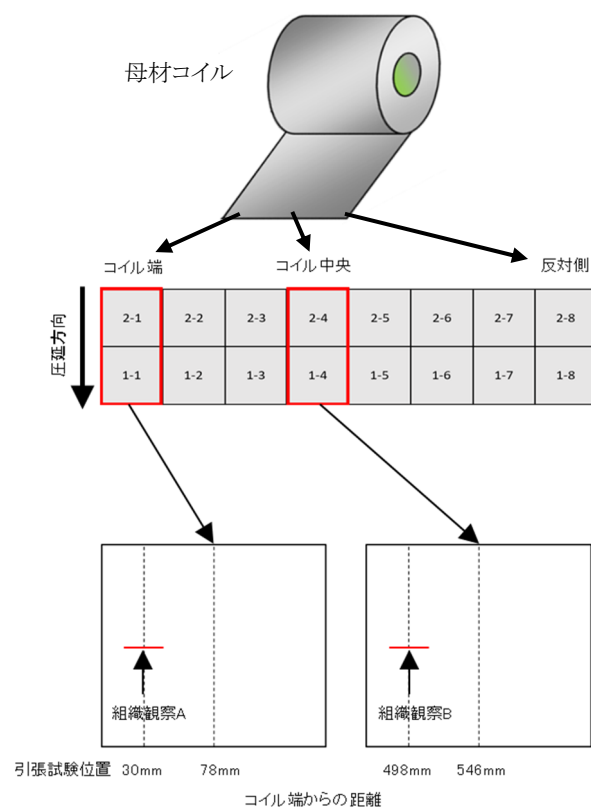 母材コイル
コイル端 コイル中央 反対側
圧延方向
2-1 2-2 2-3 2-4 2-5 2-6 2-7 2-8
1-1 1-2 1-3 1-4 1-5 1-6 1-7 1-8
組織観察A 組織観察B
引張試験位置 30mm 78mm 498mm 546mm
コイル端からの距離